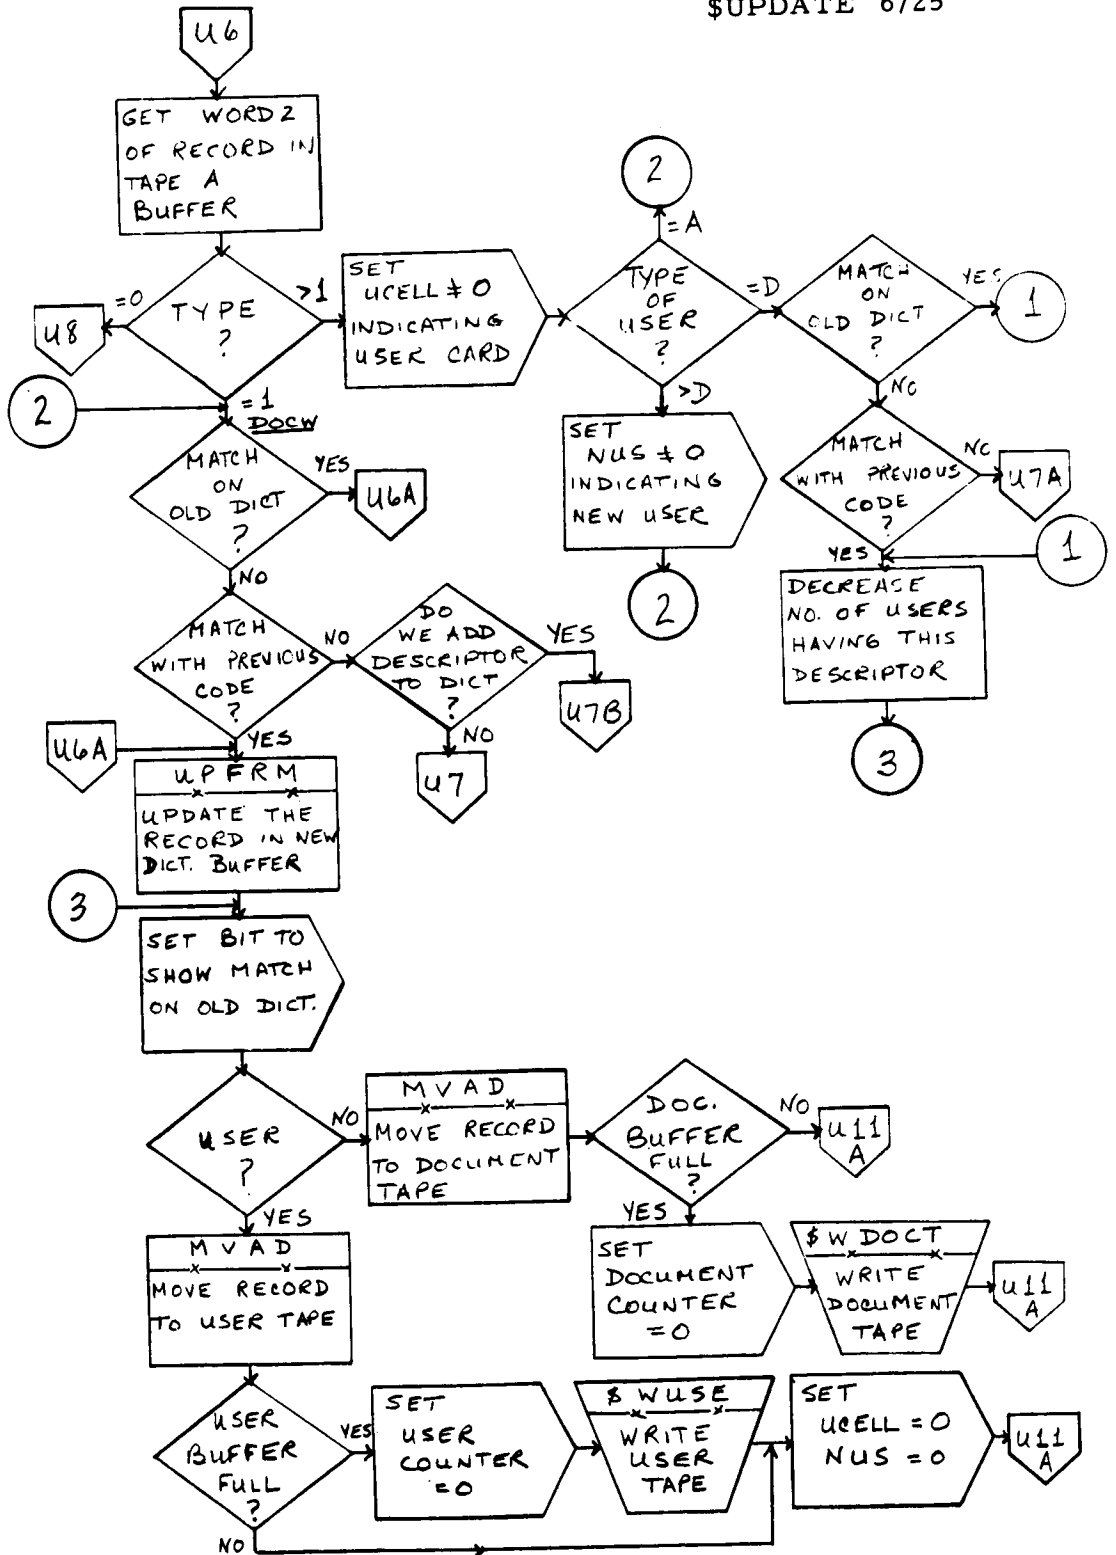 $UPDATE 6/25
U6
GET WORD 2
OF RECORD IN
TAPE A
BUFFER
TYPE
?
=0
U8
>1
=1
DOCW
2
SET
UCELL ≠ 0
INDICATING
USER CARD
TYPE
OF
USER
?
=A
2
=D
>D
SET
NUS ≠ 0
INDICATING
NEW USER
2
MATCH
ON
OLD DICT
?
YES
1
NO
MATCH
WITH PREVIOUS
CODE
?
NO
U7A
YES
1
DECREASE
NO. OF USERS
HAVING THIS
DESCRIPTOR
3
MATCH
ON
OLD DICT
?
YES
U6A
NO
MATCH
WITH PREVIOUS
CODE
?
NO
DO
WE ADD
DESCRIPTOR
TO DICT
?
YES
U7B
NO
U7
YES
U6A
UPFRM
UPDATE THE
RECORD IN NEW
DICT. BUFFER
3
SET BIT TO
SHOW MATCH
ON OLD DICT.
USER
?
NO
MVAD
MOVE RECORD
TO DOCUMENT
TAPE
DOC.
BUFFER
FULL
?
NO
U11
A
YES
SET
DOCUMENT
COUNTER
=0
$WDOCT
WRITE
DOCUMENT
TAPE
U11
A
YES
MVAD
MOVE RECORD
TO USER TAPE
USER
BUFFER
FULL
?
YES
SET
USER
COUNTER
=0
$WUSE
WRITE
USER
TAPE
SET
UCELL = 0
NUS = 0
U11
A
NO